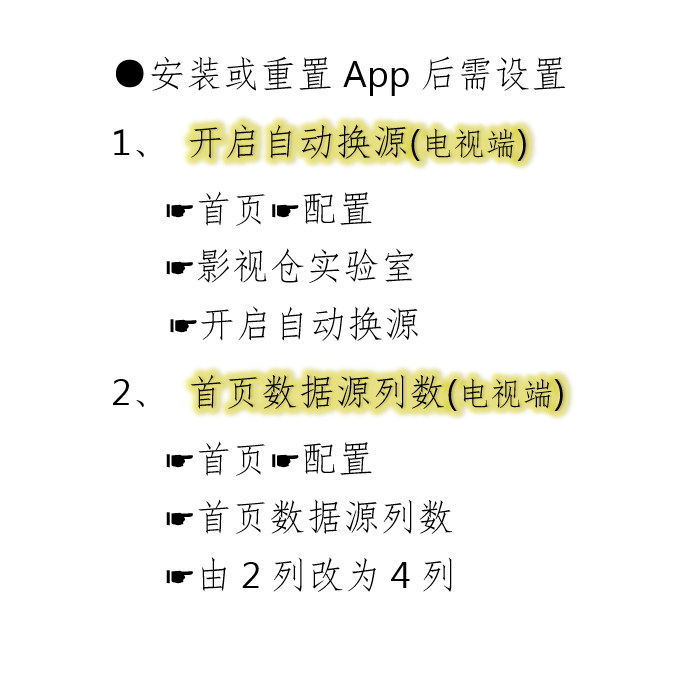 ●安装或重置 App 后需设置
1、 开启自动换源(电视端)
☛首页☛配置
☛影视仓实验室
☛开启自动换源
2、 首页数据源列数(电视端)
☛首页☛配置
☛首页数据源列数
☛由 2 列改为 4 列